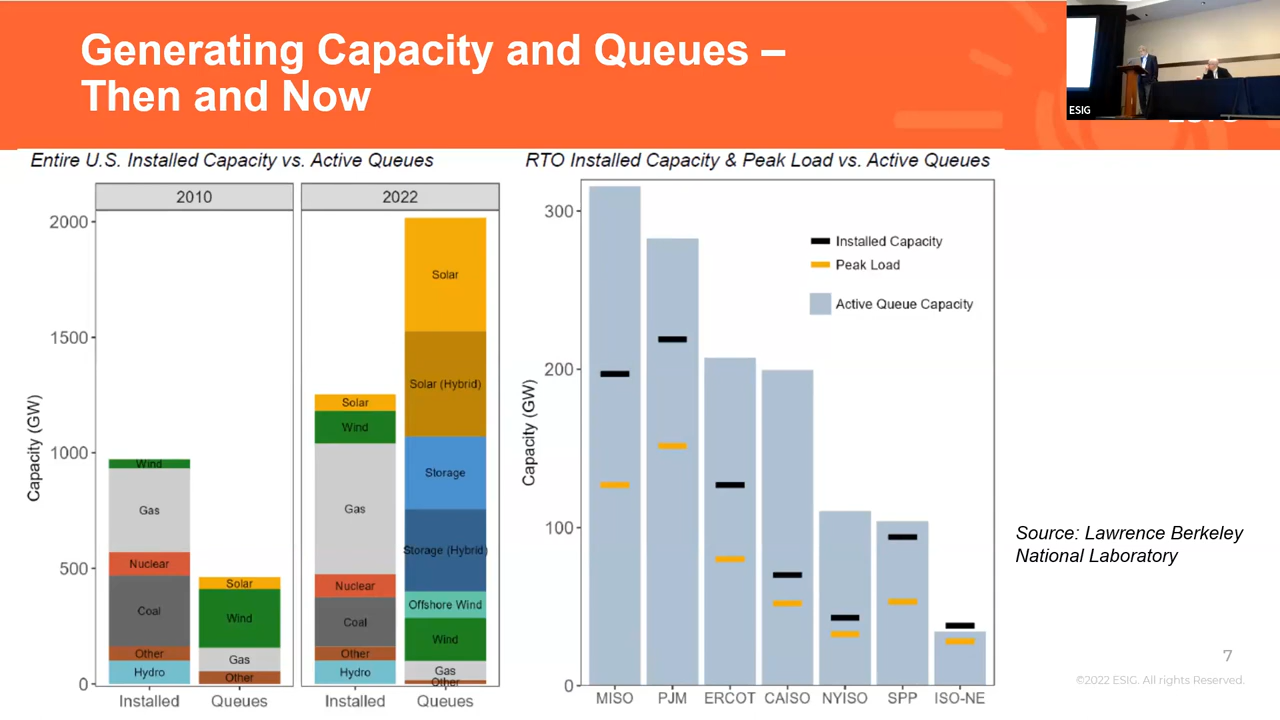 Generating Capacity and Queues –
Then and Now
ESIG
Entire U.S. Installed Capacity vs. Active Queues
2010
2022
2000
1500
1000
500
0
Capacity (GW)
Wind
Gas
Nuclear
Coal
Other
Hydro
Solar
Wind
Gas
Other
Solar
Wind
Gas
Nuclear
Coal
Other
Hydro
Solar
Solar (Hybrid)
Storage
Storage (Hybrid)
Offshore Wind
Wind
Gas
Other
Installed
Queues
Installed
Queues
RTO Installed Capacity & Peak Load vs. Active Queues
300
200
100
0
Capacity (GW)
Installed Capacity
Peak Load
Active Queue Capacity
MISO
PJM
ERCOT
CAISO
NYISO
SPP
ISO-NE
Source: Lawrence Berkeley
National Laboratory
7
©2022 ESIG. All rights Reserved.